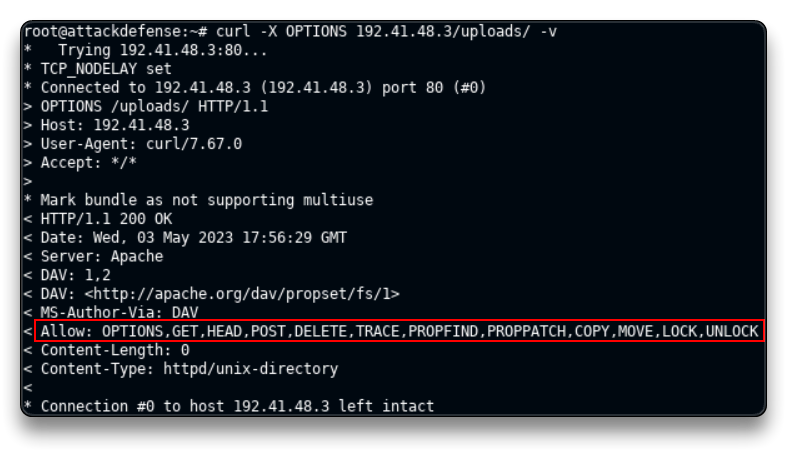 root@attackdefense:~# curl -X OPTIONS 192.41.48.3/uploads/ -v
*   Trying 192.41.48.3:80...
* TCP_NODELAY set
* Connected to 192.41.48.3 (192.41.48.3) port 80 (#0)
> OPTIONS /uploads/ HTTP/1.1
> Host: 192.41.48.3
> User-Agent: curl/7.67.0
> Accept: */*
>
* Mark bundle as not supporting multiuse
< HTTP/1.1 200 OK
< Date: Wed, 03 May 2023 17:56:29 GMT
< Server: Apache
< DAV: 1,2
< DAV: <http://apache.org/dav/propset/fs/1>
< MS-Author-Via: DAV
< Allow: OPTIONS,GET,HEAD,POST,DELETE,TRACE,PROPFIND,PROPPATCH,COPY,MOVE,LOCK,UNLOCK
< Content-Length: 0
< Content-Type: httpd/unix-directory
<
* Connection #0 to host 192.41.48.3 left intact